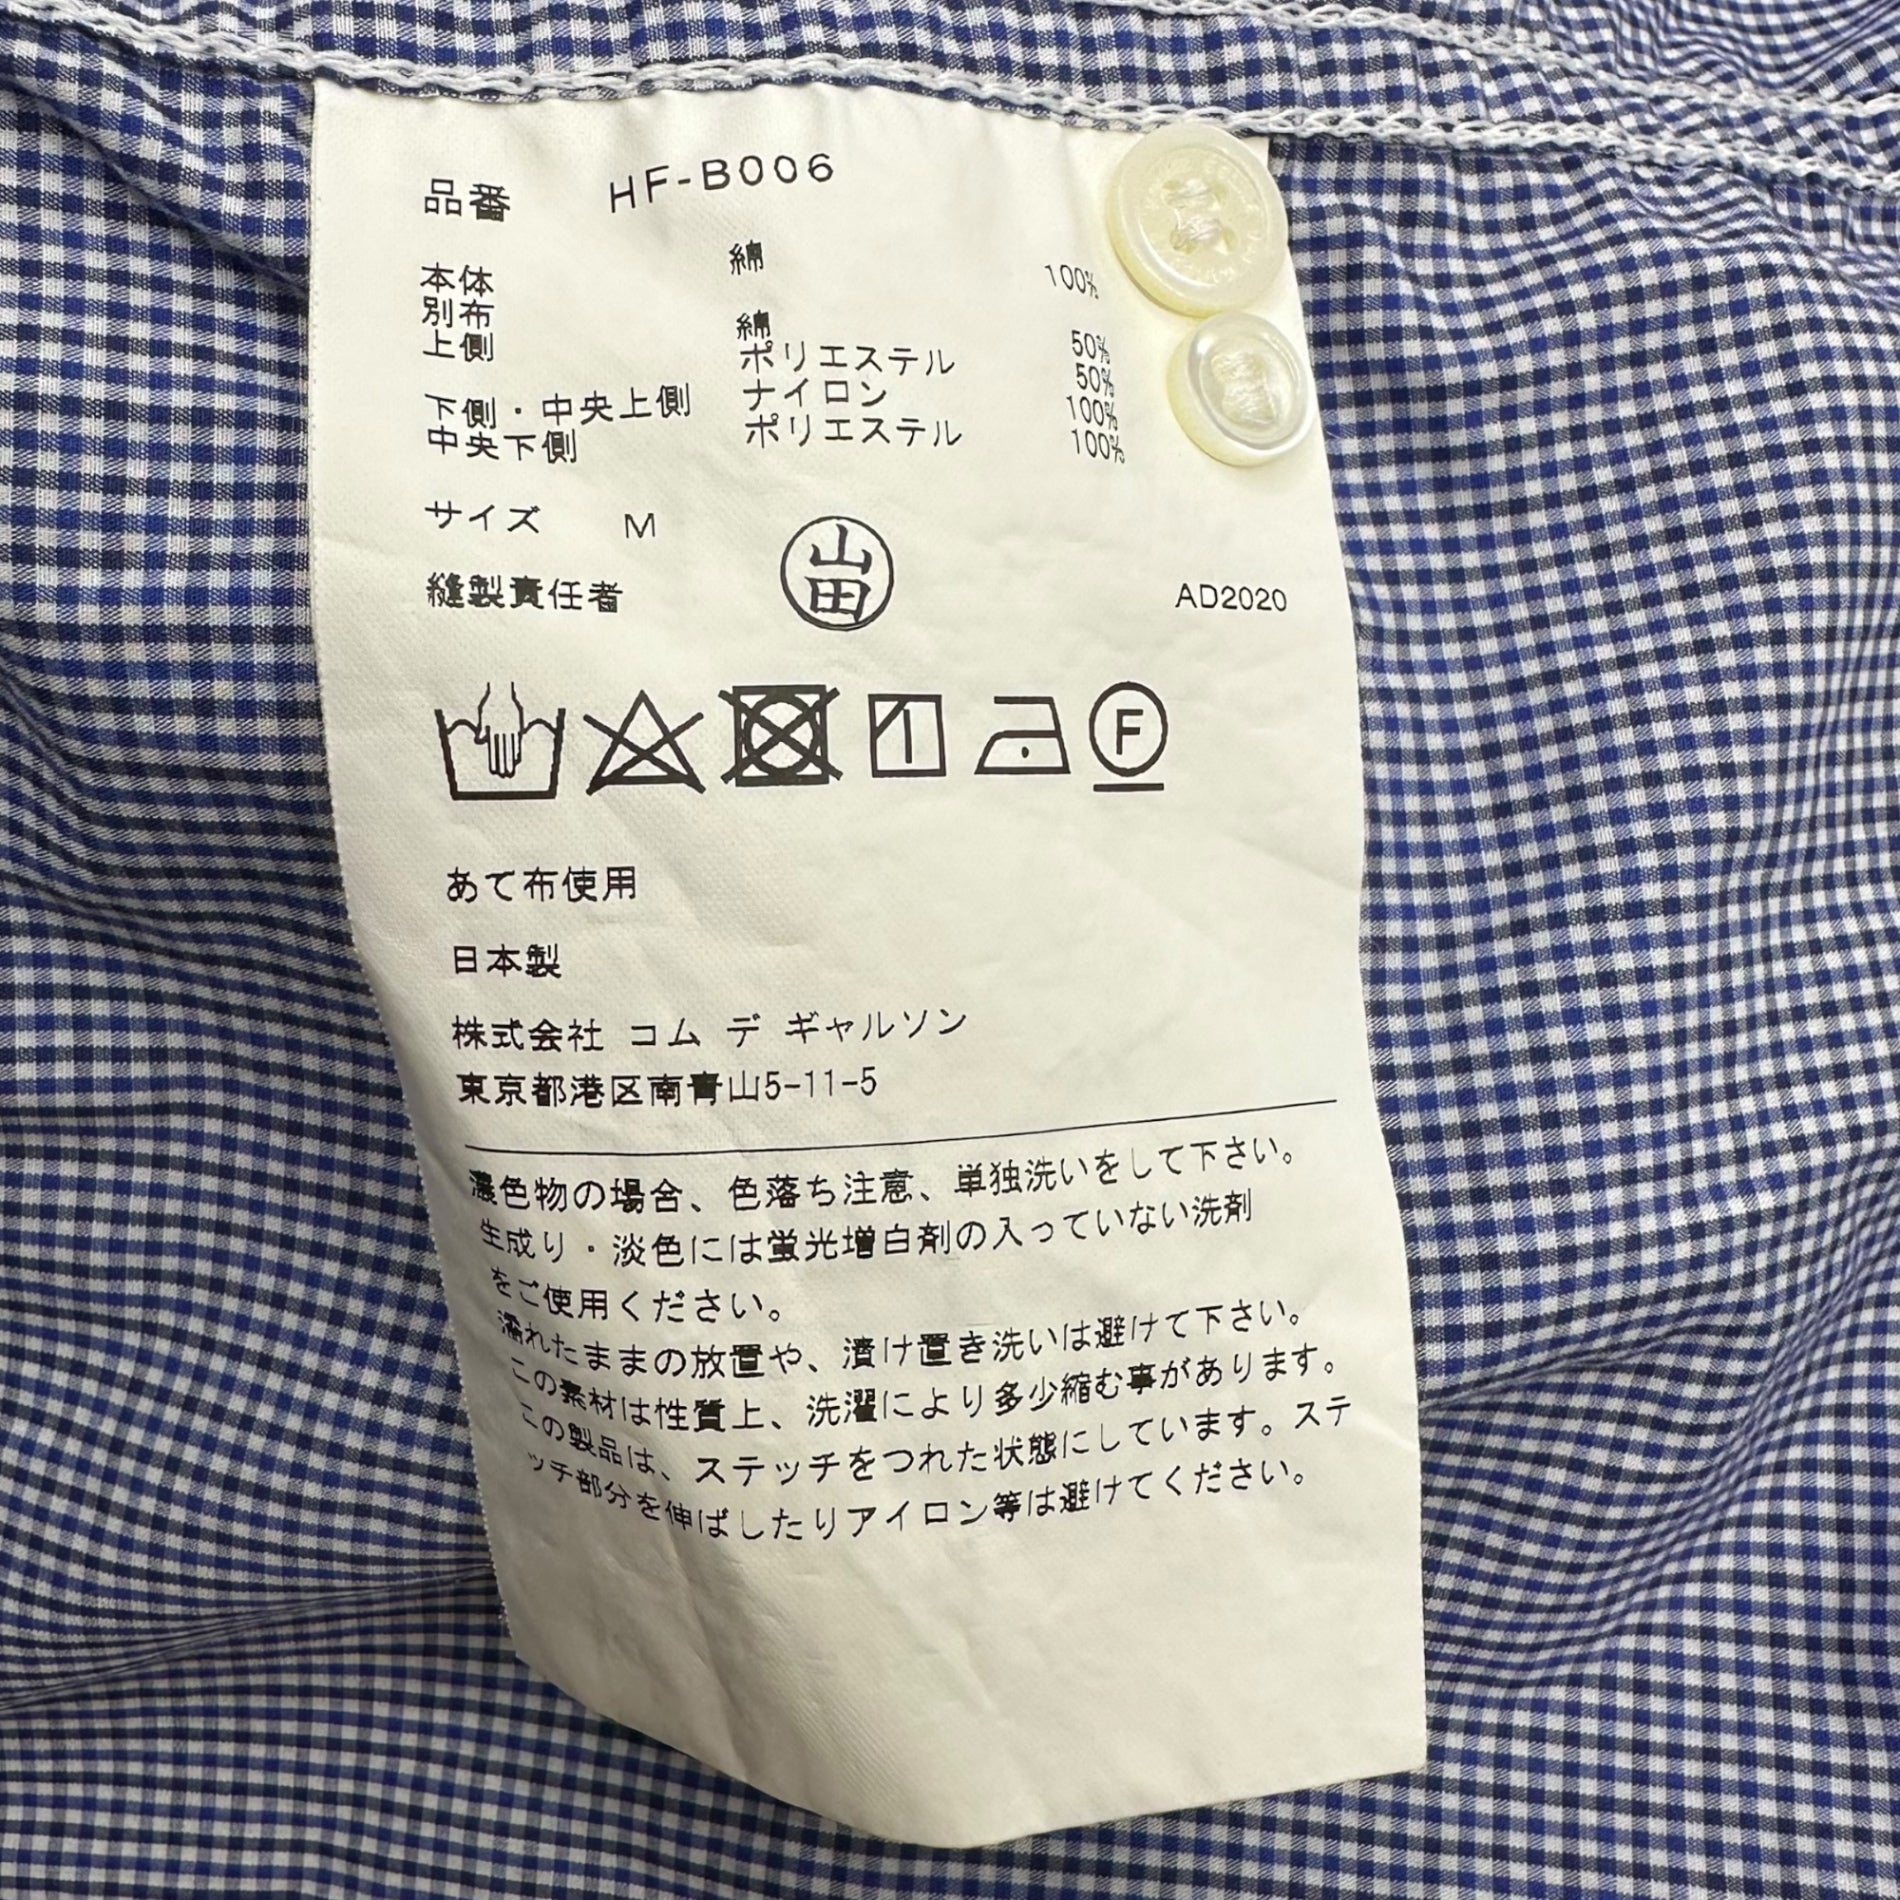 品番 HF-B006
本体 綿 100%
別布
上側 綿 50%
ポリエステル 50%
下側・中央上側 ナイロン 100%
中央下側 ポリエステル 100%
サイズ M
縫製責任者 山田 AD2020
F
あて布使用
日本製
株式会社 コム デ ギャルソン
東京都港区南青山5-11-5
濃色物の場合、色落ち注意、単独洗いをして下さい。
生成り・淡色には蛍光増白剤の入っていない洗剤
をご使用ください。
濡れたままの放置や、漬け置き洗いは避けて下さい。
この素材は性質上、洗濯により多少縮む事があります。
この製品は、ステッチをつれた状態にしています。ステ
ッチ部分を伸ばしたりアイロン等は避けてください。